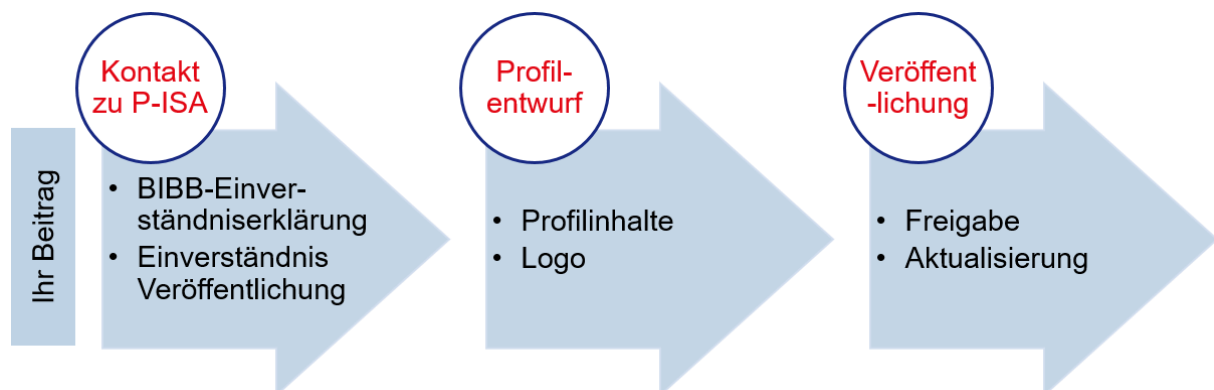 Ihr Beitrag
Kontakt
zu P-ISA
• BIBB-Einver-
ständniserklärung
• Einverständnis
Veröffentlichung
Profil-
entwurf
• Profilinhalte
• Logo
Veröffent
-lichung
• Freigabe
• Aktualisierung